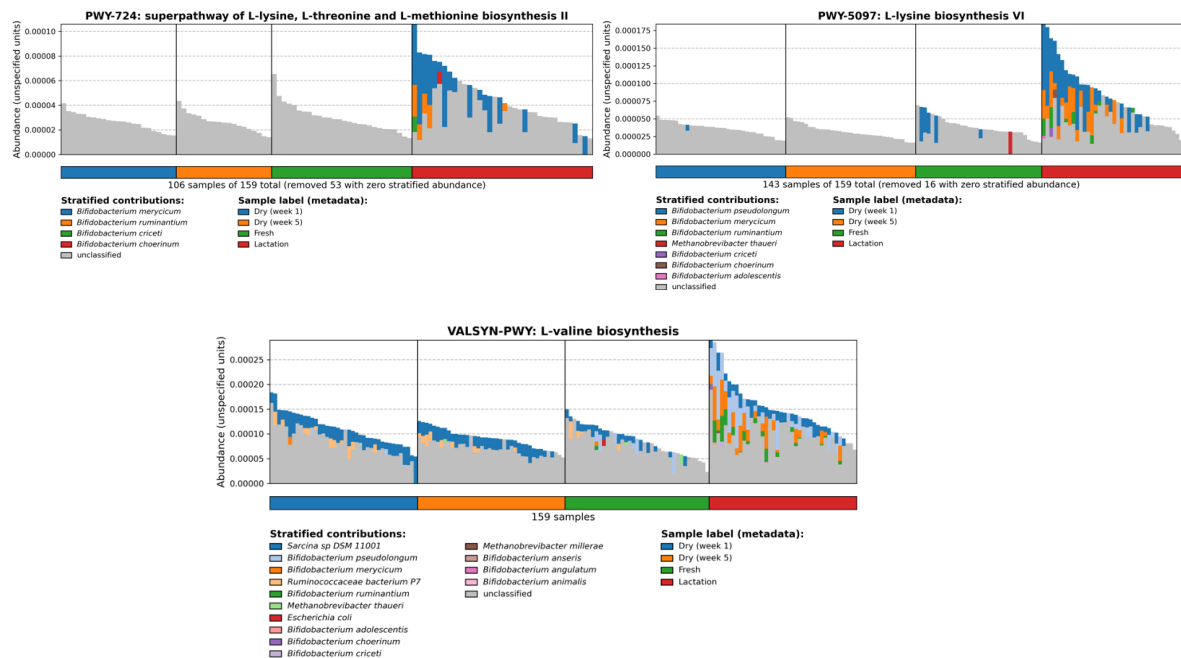 PWY-724: superpathway of L-lysine, L-threonine and L-methionine biosynthesis II
Abundance (unspecified units)
0.00010
0.00008
0.00006
0.00004
0.00002
0.00000
106 samples of 159 total (removed 53 with zero stratified abundance)
Stratified contributions:
Bifidobacterium merycicum
Bifidobacterium ruminantium
Bifidobacterium criceti
Bifidobacterium choerinum
unclassified
Sample label (metadata):
Dry (week 1)
Dry (week 5)
Fresh
Lactation
PWY-5097: L-lysine biosynthesis VI
Abundance (unspecified units)
0.000175
0.000150
0.000125
0.000100
0.000075
0.000050
0.000025
0.000000
143 samples of 159 total (removed 16 with zero stratified abundance)
Stratified contributions:
Bifidobacterium pseudolongum
Bifidobacterium merycicum
Bifidobacterium ruminantium
Methanobrevibacter thaueri
Bifidobacterium criceti
Bifidobacterium choerinum
Bifidobacterium adolescentis
unclassified
Sample label (metadata):
Dry (week 1)
Dry (week 5)
Fresh
Lactation
VALSYN-PWY: L-valine biosynthesis
Abundance (unspecified units)
0.00025
0.00020
0.00015
0.00010
0.00005
0.00000
159 samples
Stratified contributions:
Sarcina sp DSM 11001
Bifidobacterium pseudolongum
Bifidobacterium merycicum
Ruminococcaceae bacterium P7
Bifidobacterium ruminantium
Methanobrevibacter thaueri
Escherichia coli
Bifidobacterium adolescentis
Bifidobacterium choerinum
Bifidobacterium criceti
Methanobrevibacter millerae
Bifidobacterium anseris
Bifidobacterium angulatum
Bifidobacterium animalis
unclassified
Sample label (metadata):
Dry (week 1)
Dry (week 5)
Fresh
Lactation